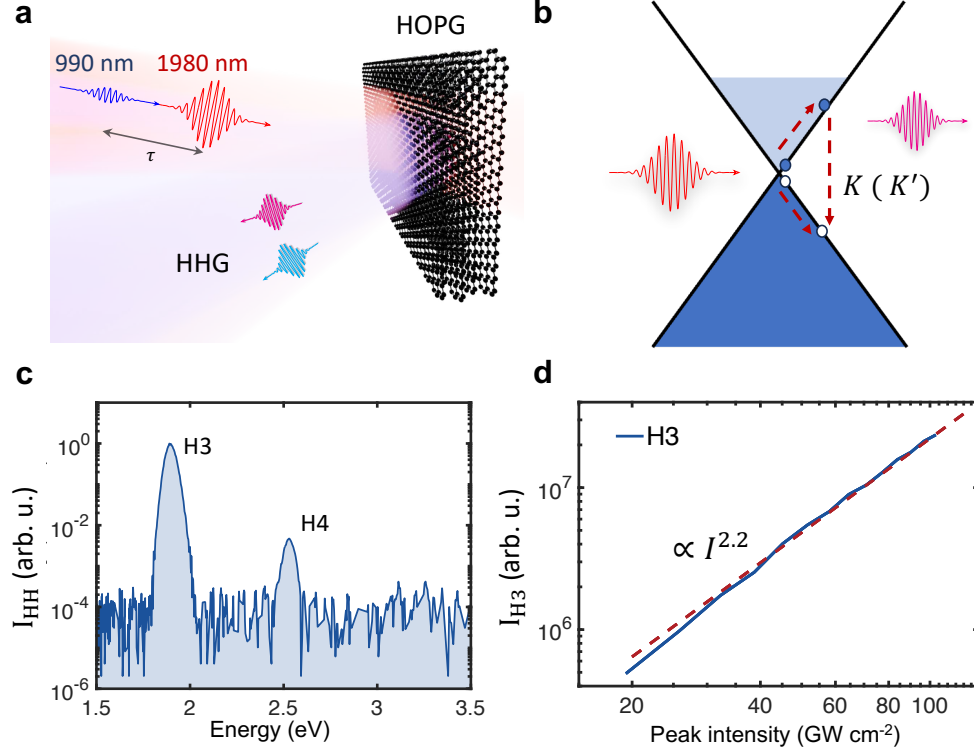 a
HOPG
990 nm
1980 nm
τ
HHG
b
K ( K′ )
c
I_HH (arb. u.)
10^0
10^-2
10^-4
10^-6
H3
H4
1.5
2
2.5
3
3.5
Energy (eV)
d
I_H3 (arb. u.)
10^7
10^6
H3
∝ I^2.2
20
40
60
80
100
Peak intensity (GW cm^-2)